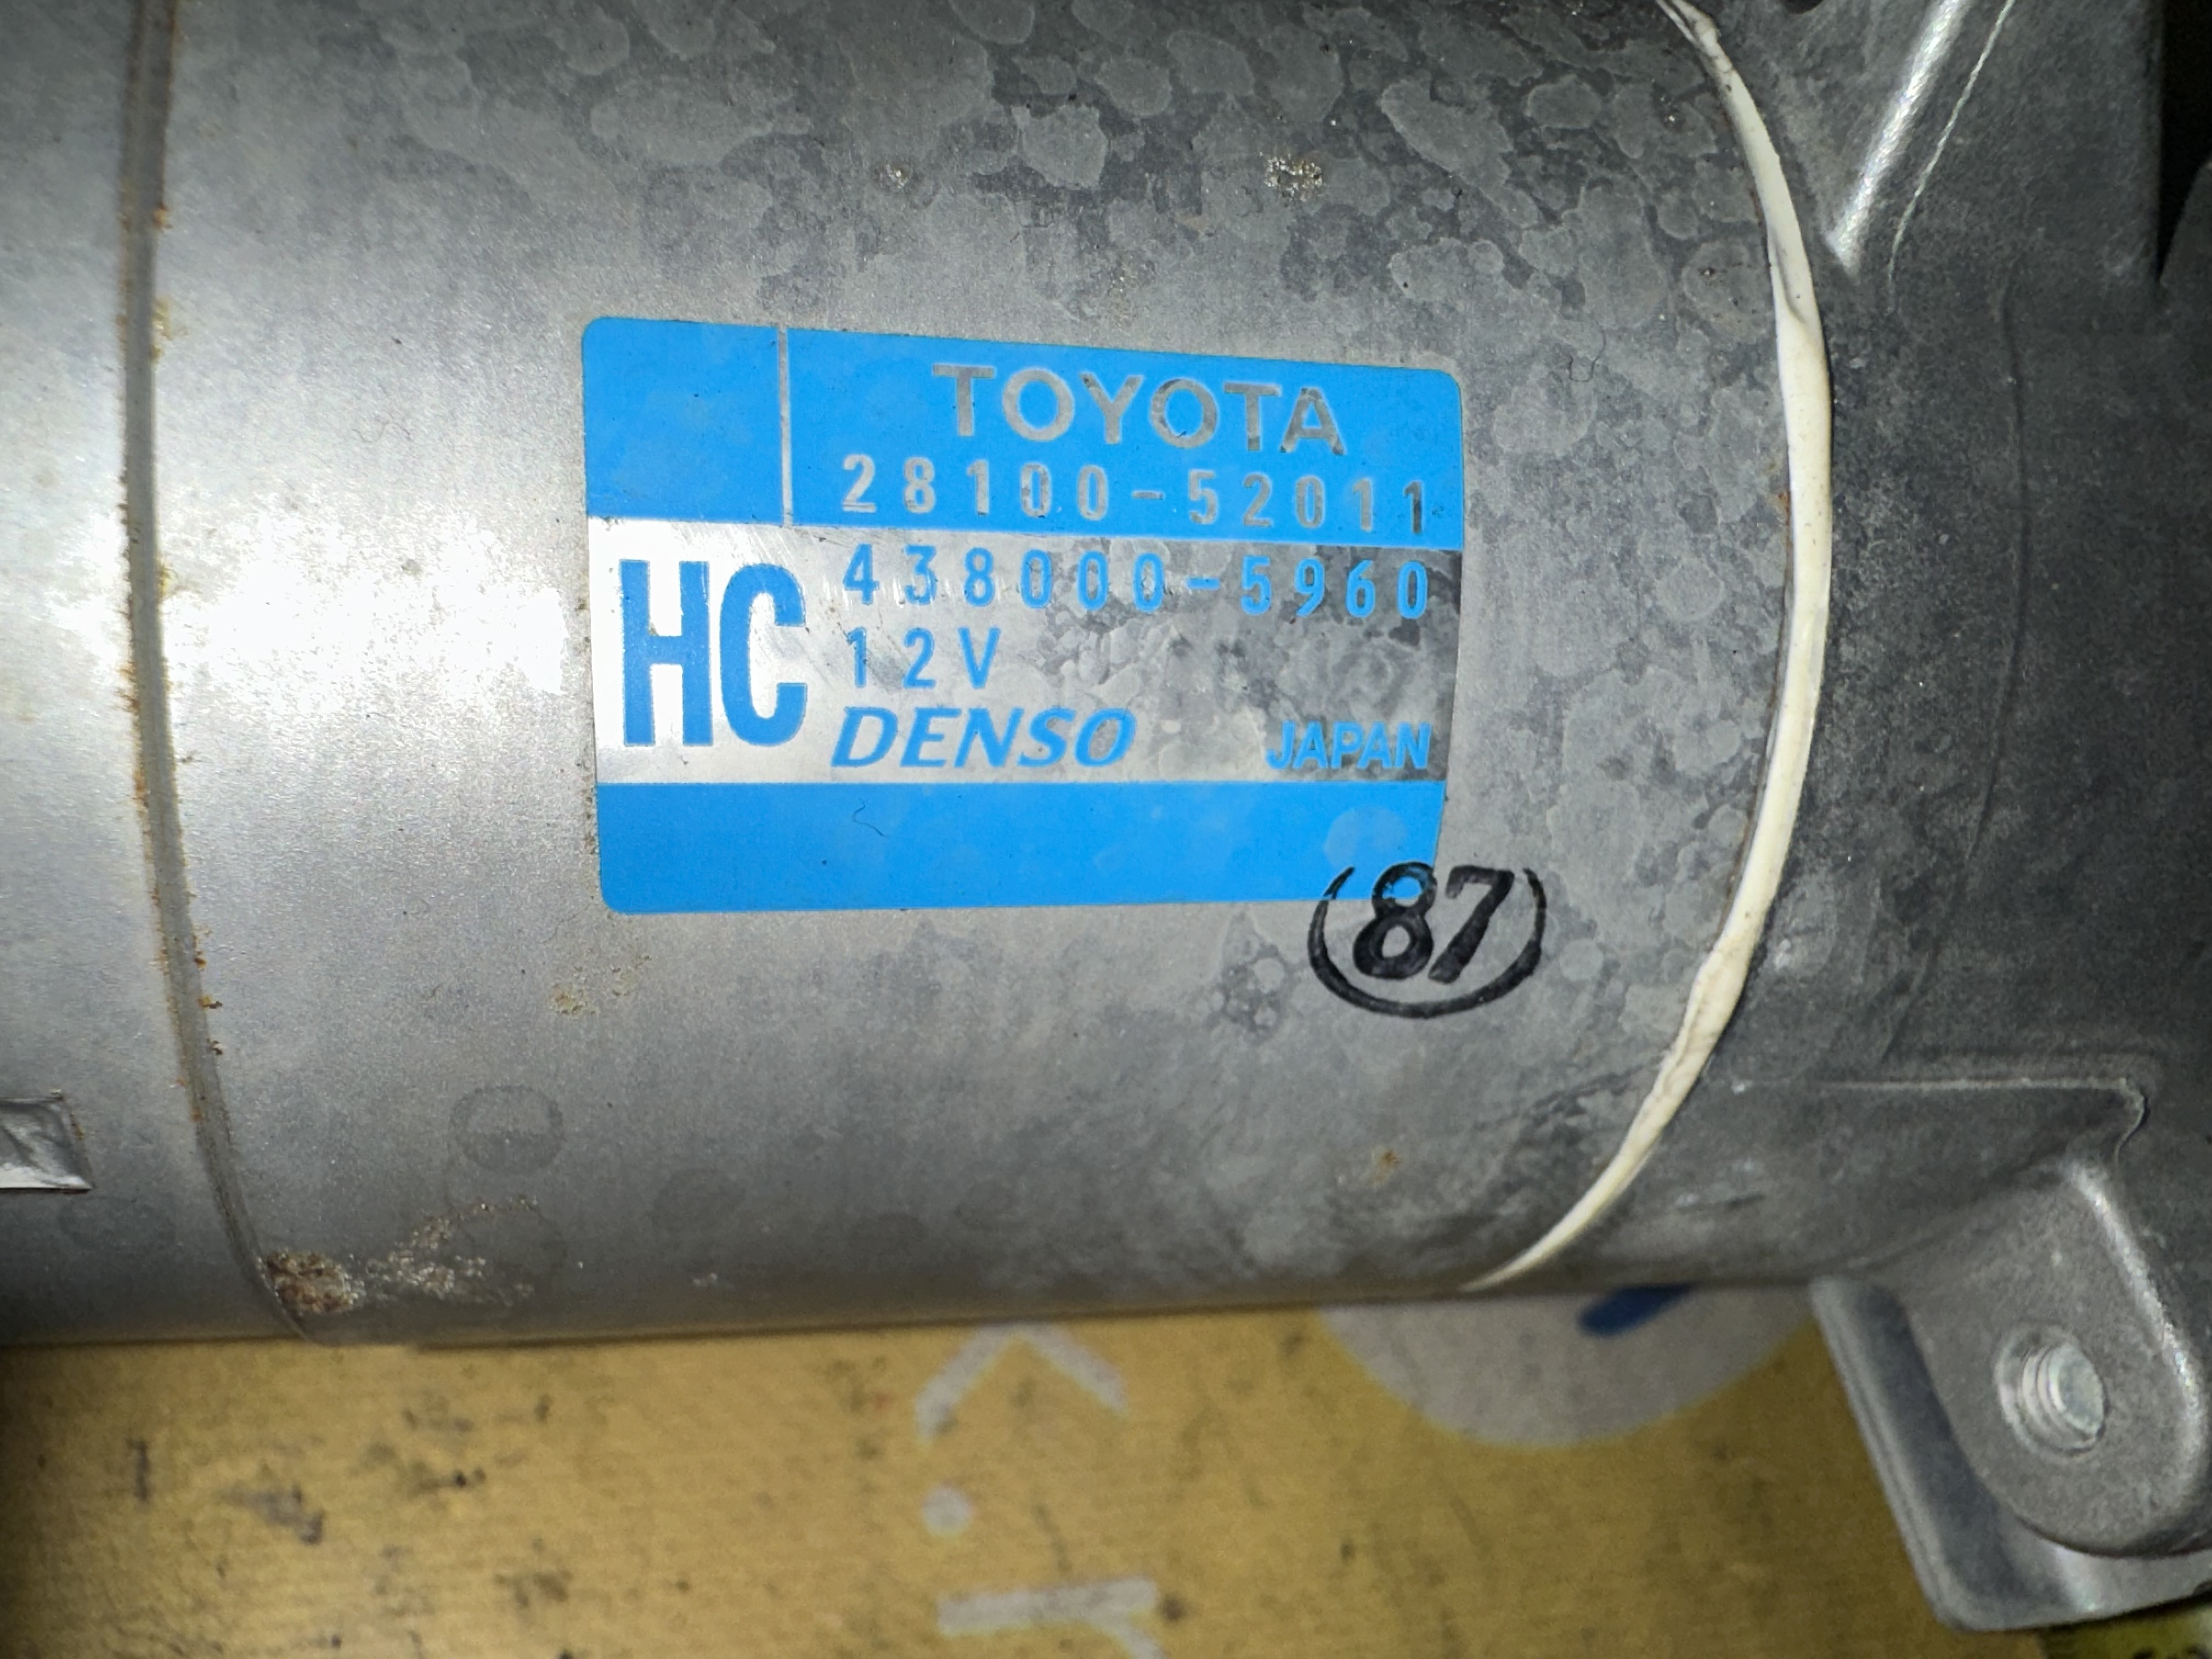 TOYOTA
28100-52011
HC
438000-5960
12V
DENSO JAPAN
(87)